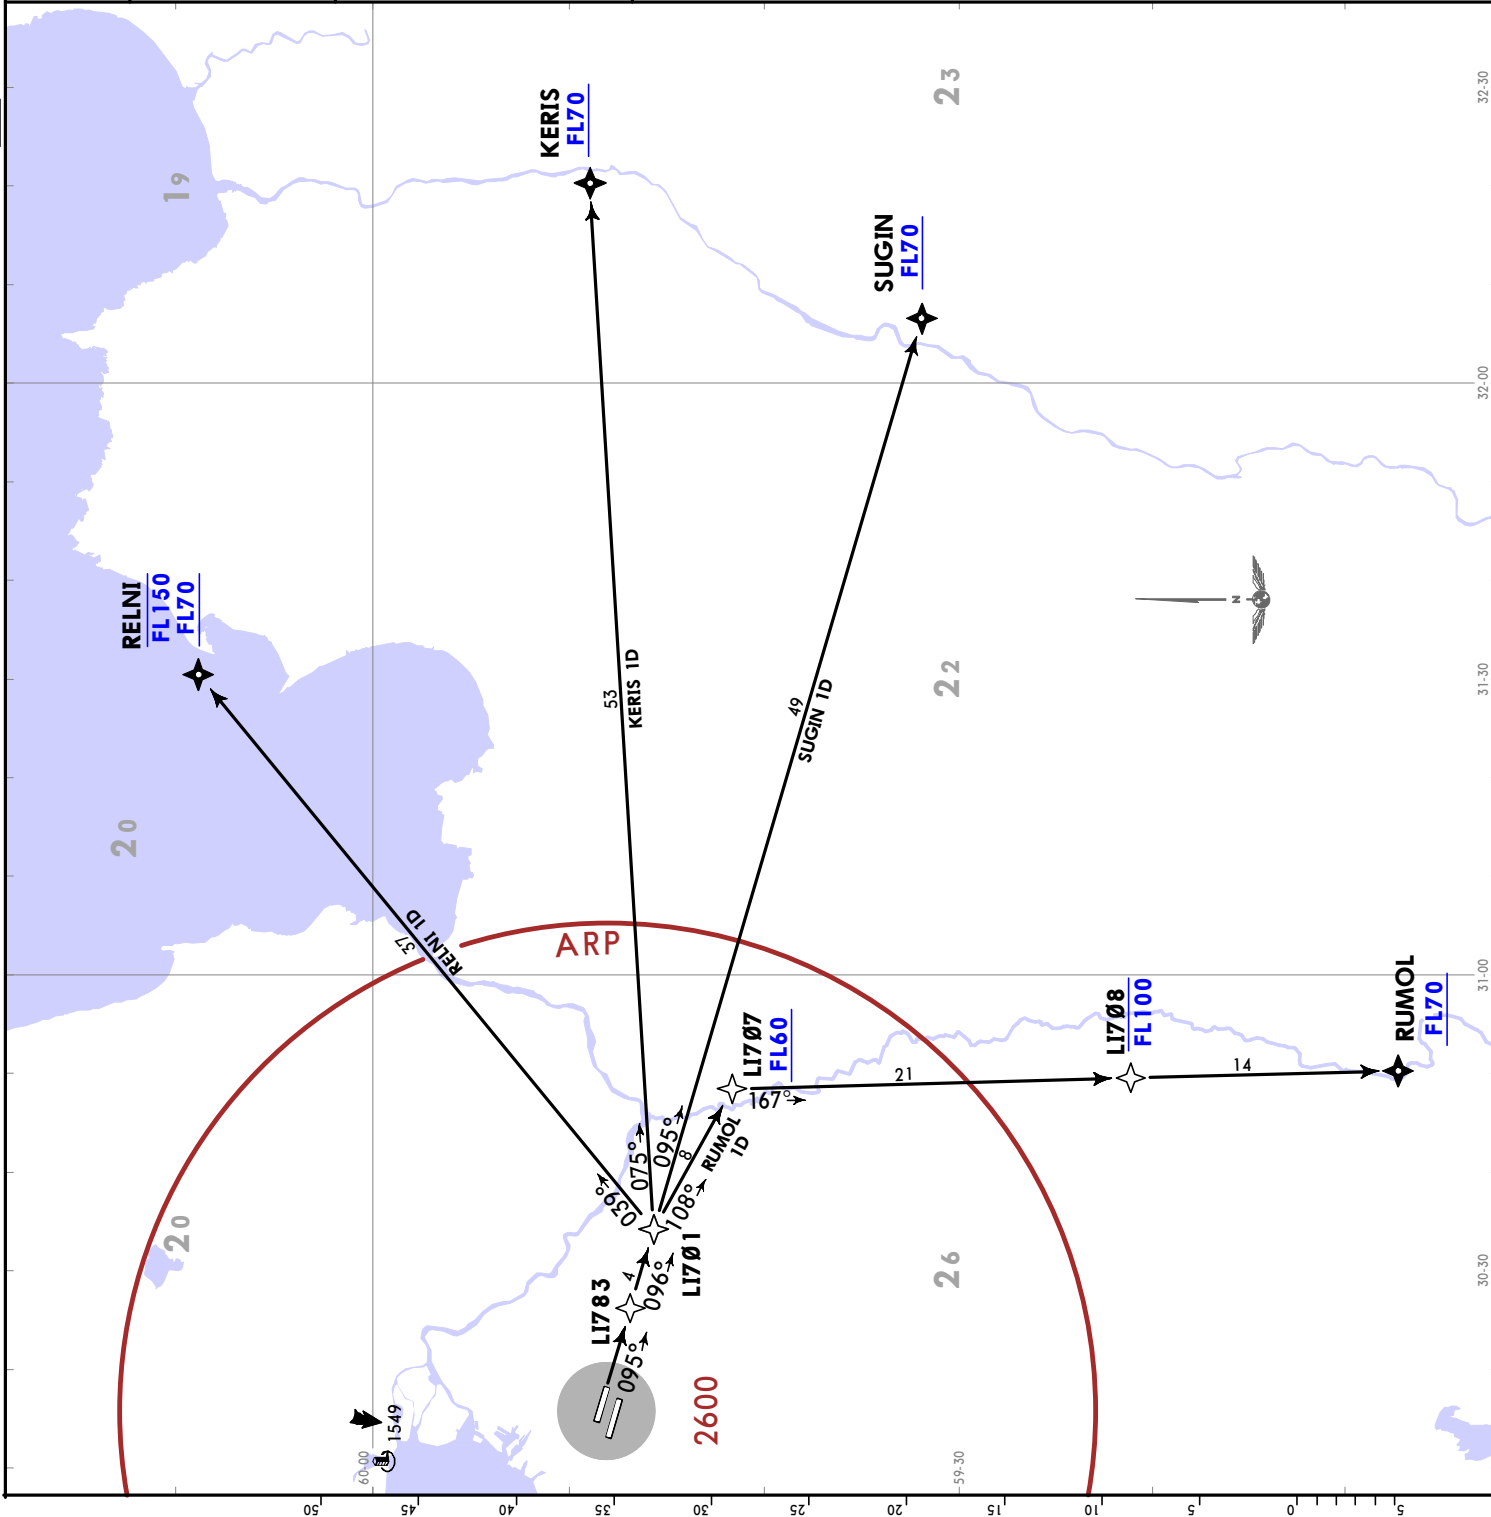 19
23
32-30
KERIS
FL70
SUGIN
FL70
32-00
RELNI
FL150
FL70
53
KERIS 1D
49
SUGIN 1D
22
31-30
20
37
RELNI 1D
ARP
31-00
LI7Ø7
FL60
167°
21
LI7Ø8
FL100
14
RUMOL
FL70
039°
075°
095°
8
108°
RUMOL
1D
LI7Ø1
20
4
096°
LI783
095°
26
30-30
2600
1549
60-00
59-30
50
45
40
35
30
25
20
15
10
5
0
5
N